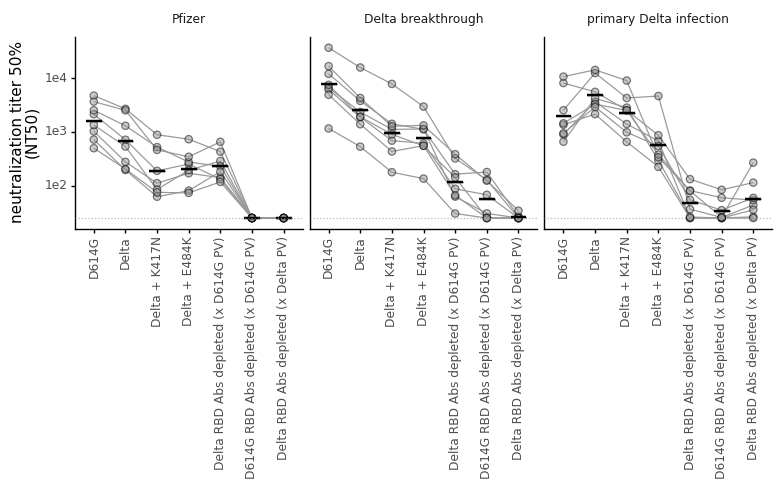 Pfizer
Delta breakthrough
primary Delta infection
neutralization titer 50%
(NT50)
1e4
1e3
1e2
D614G
Delta
Delta + K417N
Delta + E484K
Delta RBD Abs depleted (x D614G PV)
D614G RBD Abs depleted (x D614G PV)
Delta RBD Abs depleted (x Delta PV)
D614G
Delta
Delta + K417N
Delta + E484K
Delta RBD Abs depleted (x D614G PV)
D614G RBD Abs depleted (x D614G PV)
Delta RBD Abs depleted (x Delta PV)
D614G
Delta
Delta + K417N
Delta + E484K
Delta RBD Abs depleted (x D614G PV)
D614G RBD Abs depleted (x D614G PV)
Delta RBD Abs depleted (x Delta PV)